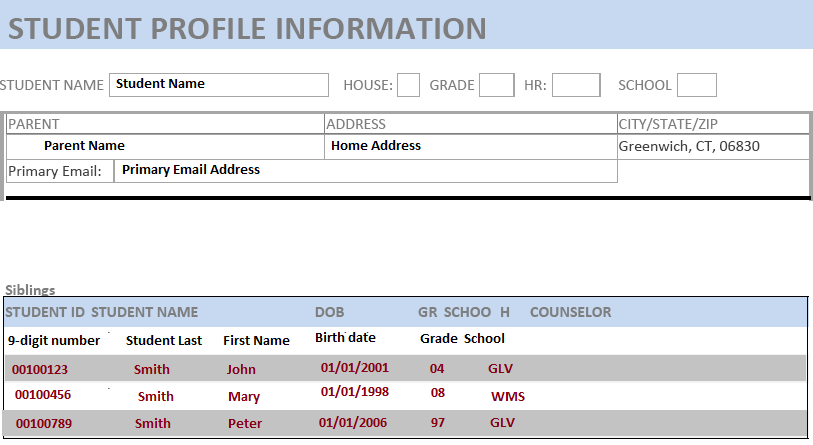 STUDENT PROFILE INFORMATION
STUDENT NAME Student Name HOUSE: GRADE HR: SCHOOL
PARENT ADDRESS CITY/STATE/ZIP
Parent Name Home Address Greenwich, CT, 06830
Primary Email: Primary Email Address
Siblings
STUDENT ID STUDENT NAME DOB GR SCHOO H COUNSELOR
9-digit number Student Last First Name Birth date Grade School
00100123 Smith John 01/01/2001 04 GLV
00100456 Smith Mary 01/01/1998 08 WMS
00100789 Smith Peter 01/01/2006 97 GLV